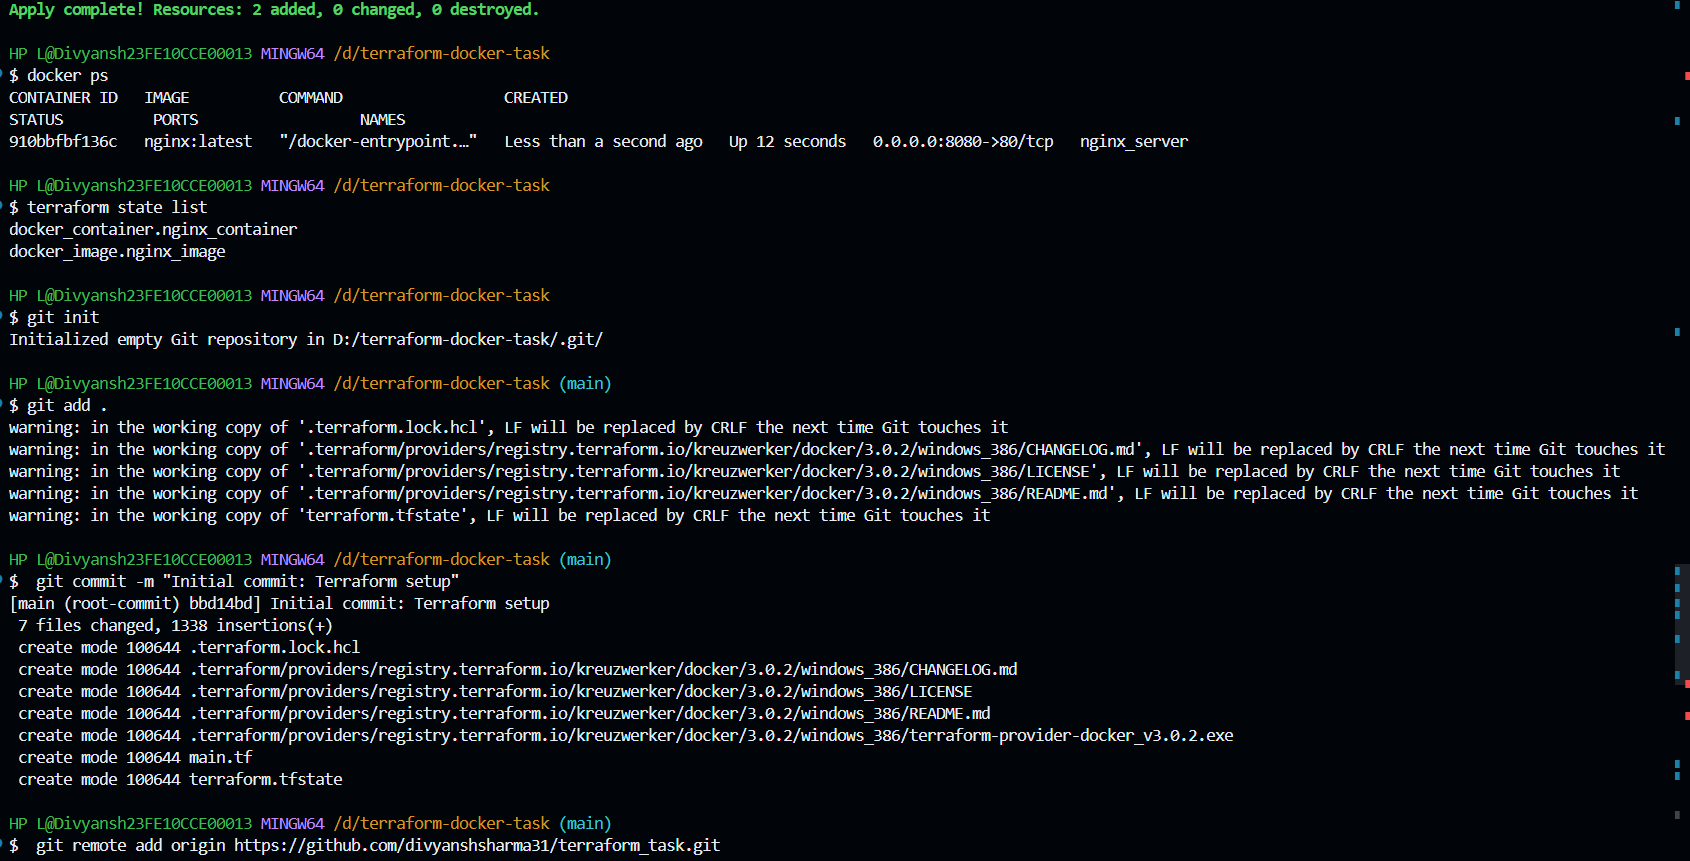 Apply complete! Resources: 2 added, 0 changed, 0 destroyed.
HP L@Divyansh23FE10CCE00013 MINGW64 /d/terraform-docker-task
$ docker ps
CONTAINER ID   IMAGE          COMMAND                  CREATED
STATUS          PORTS                  NAMES
910bbfbf136c   nginx:latest   "/docker-entrypoint.…"   Less than a second ago   Up 12 seconds   0.0.0.0:8080->80/tcp   nginx_server
HP L@Divyansh23FE10CCE00013 MINGW64 /d/terraform-docker-task
$ terraform state list
docker_container.nginx_container
docker_image.nginx_image
HP L@Divyansh23FE10CCE00013 MINGW64 /d/terraform-docker-task
$ git init
Initialized empty Git repository in D:/terraform-docker-task/.git/
HP L@Divyansh23FE10CCE00013 MINGW64 /d/terraform-docker-task (main)
$ git add .
warning: in the working copy of '.terraform.lock.hcl', LF will be replaced by CRLF the next time Git touches it
warning: in the working copy of '.terraform/providers/registry.terraform.io/kreuzwerker/docker/3.0.2/windows_386/CHANGELOG.md', LF will be replaced by CRLF the next time Git touches it
warning: in the working copy of '.terraform/providers/registry.terraform.io/kreuzwerker/docker/3.0.2/windows_386/LICENSE', LF will be replaced by CRLF the next time Git touches it
warning: in the working copy of '.terraform/providers/registry.terraform.io/kreuzwerker/docker/3.0.2/windows_386/README.md', LF will be replaced by CRLF the next time Git touches it
warning: in the working copy of 'terraform.tfstate', LF will be replaced by CRLF the next time Git touches it
HP L@Divyansh23FE10CCE00013 MINGW64 /d/terraform-docker-task (main)
$  git commit -m "Initial commit: Terraform setup"
[main (root-commit) bbd14bd] Initial commit: Terraform setup
 7 files changed, 1338 insertions(+)
 create mode 100644 .terraform.lock.hcl
 create mode 100644 .terraform/providers/registry.terraform.io/kreuzwerker/docker/3.0.2/windows_386/CHANGELOG.md
 create mode 100644 .terraform/providers/registry.terraform.io/kreuzwerker/docker/3.0.2/windows_386/LICENSE
 create mode 100644 .terraform/providers/registry.terraform.io/kreuzwerker/docker/3.0.2/windows_386/README.md
 create mode 100644 .terraform/providers/registry.terraform.io/kreuzwerker/docker/3.0.2/windows_386/terraform-provider-docker_v3.0.2.exe
 create mode 100644 main.tf
 create mode 100644 terraform.tfstate
HP L@Divyansh23FE10CCE00013 MINGW64 /d/terraform-docker-task (main)
$  git remote add origin https://github.com/divyanshsharma31/terraform_task.git